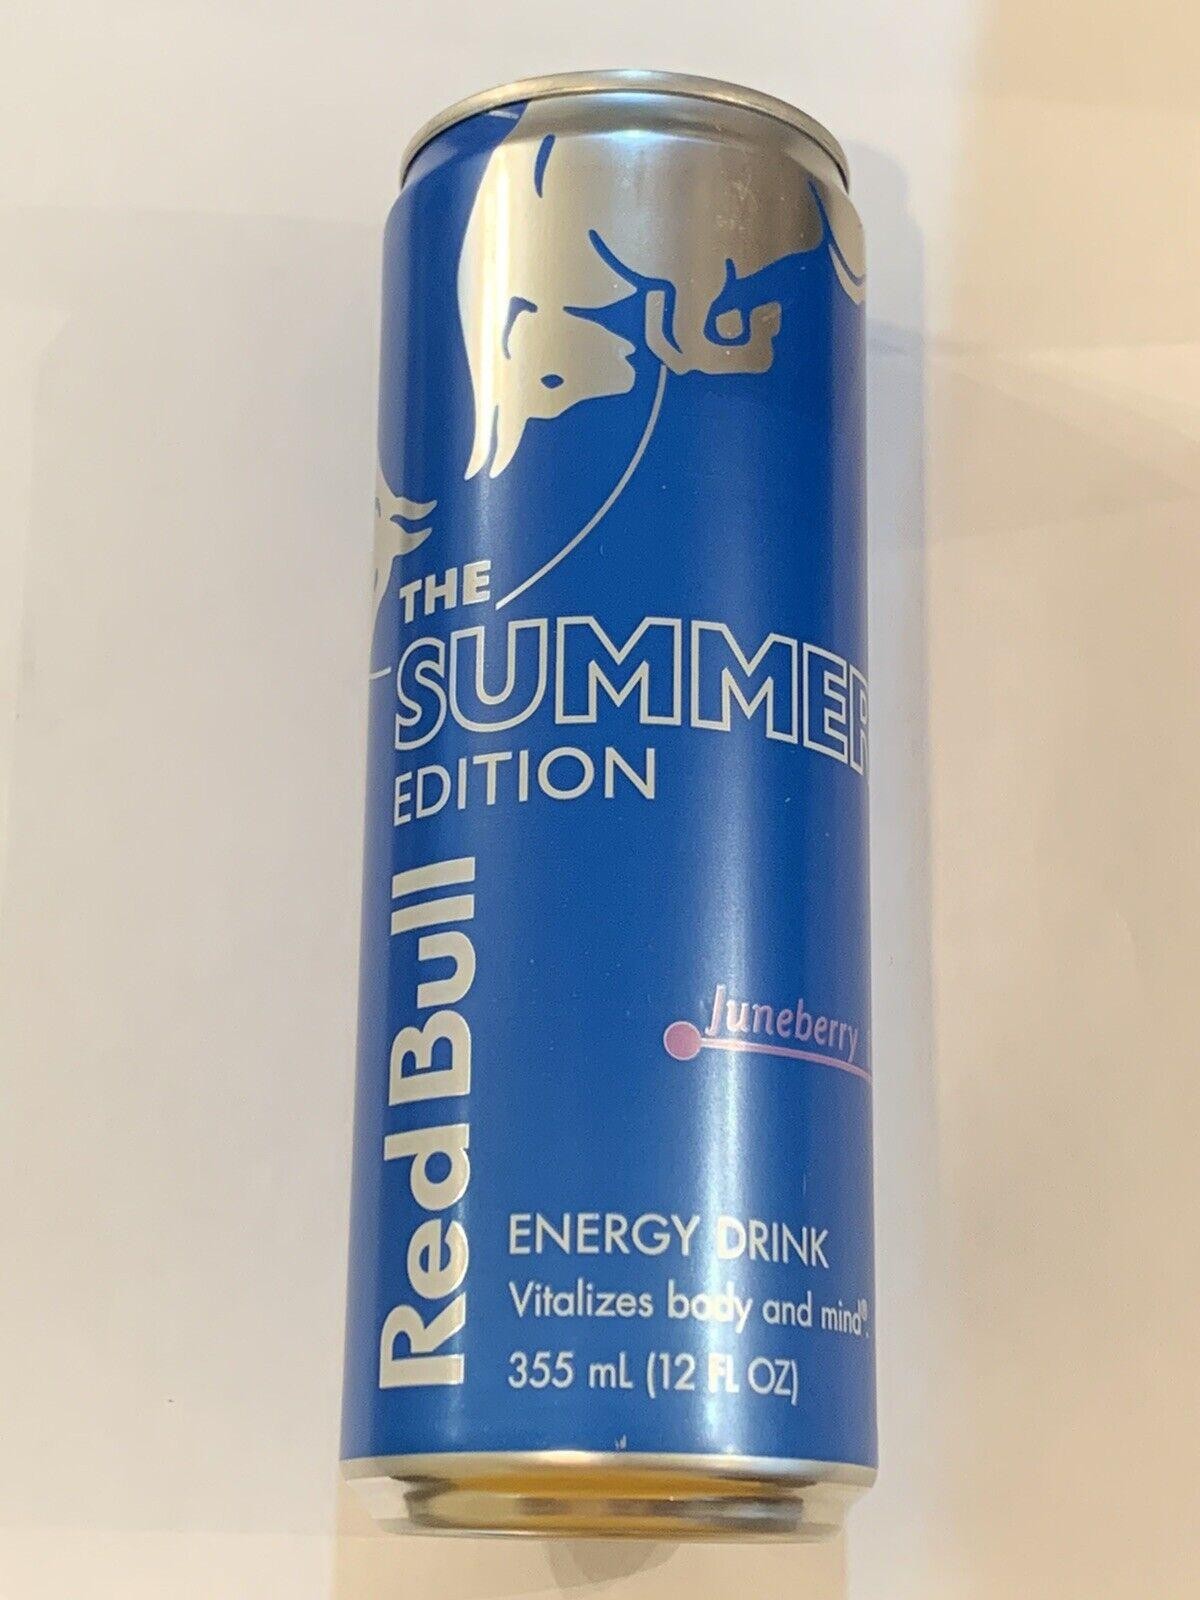 THE
SUMMER
EDITION
Red Bull
Juneberry
ENERGY DRINK
Vitalizes body and mind®.
355 mL (12 FL OZ)